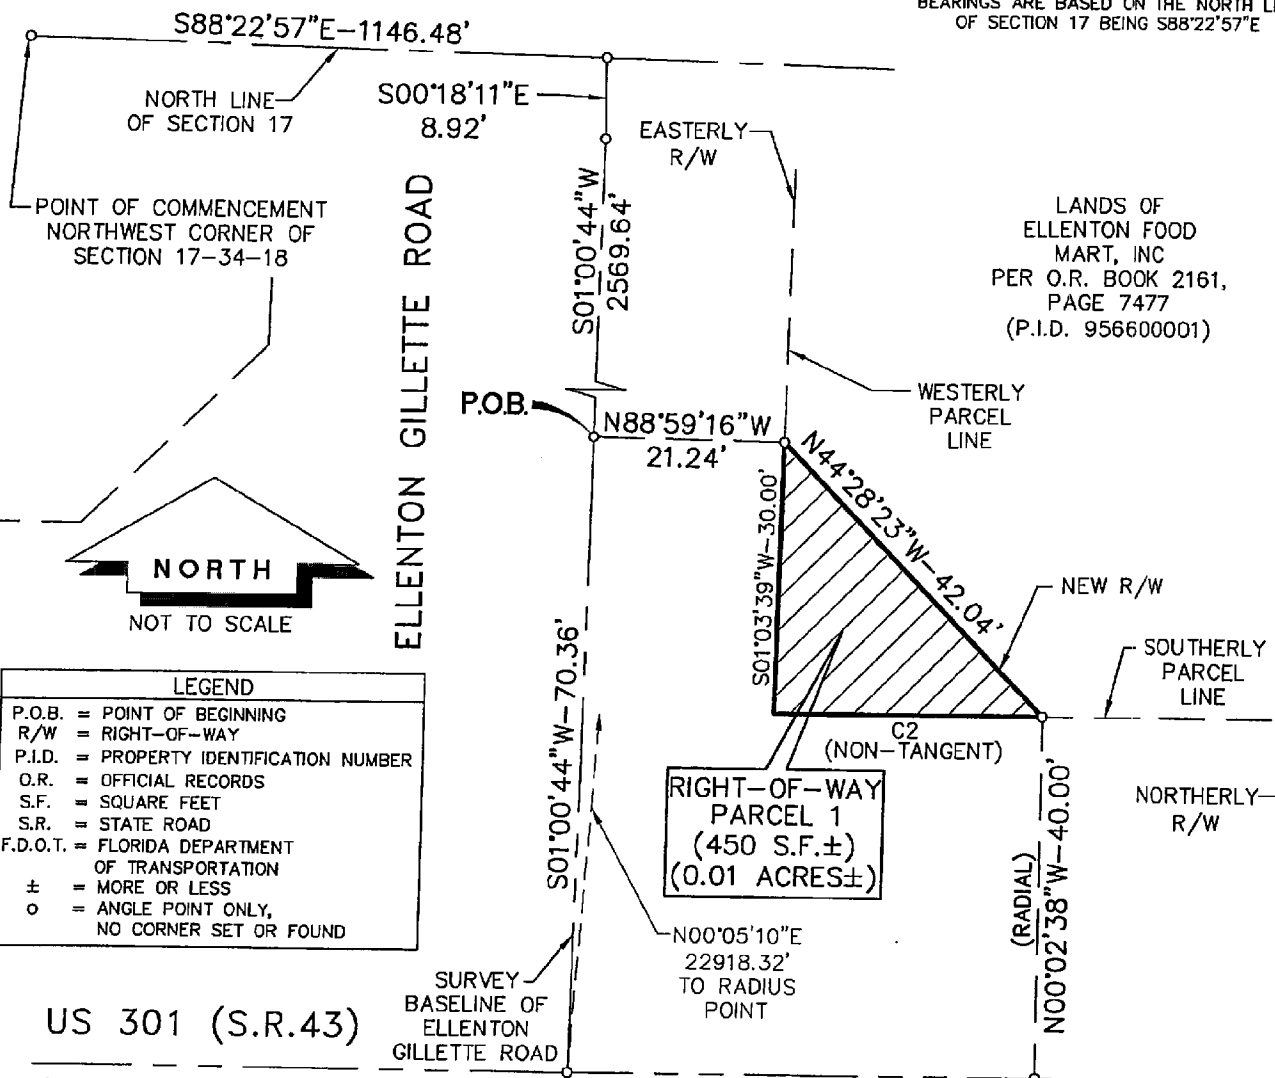 BEARINGS ARE BASED ON THE NORTH LI
OF SECTION 17 BEING S88°22'57"E
S88°22'57"E-1146.48'
NORTH LINE
OF SECTION 17
S00°18'11"E
8.92'
EASTERLY
R/W
POINT OF COMMENCEMENT
NORTHWEST CORNER OF
SECTION 17-34-18
ELLENTON GILLETTE ROAD
S01°00'44"W
2569.64'
LANDS OF
ELLENTON FOOD
MART, INC
PER O.R. BOOK 2161,
PAGE 7477
(P.I.D. 956600001)
WESTERLY
PARCEL
LINE
P.O.B.
N88°59'16"W
21.24'
N44°28'23"W-42.04'
S01°03'39"W-30.00'
NEW R/W
NORTH
NOT TO SCALE
SOUTHERLY
PARCEL
LINE
C2
(NON-TANGENT)
S01°00'44"W-70.36'
RIGHT-OF-WAY
PARCEL 1
(450 S.F.±)
(0.01 ACRES±)
NORTHERLY
R/W
(RADIAL)
N00°02'38"W-40.00'
LEGEND
P.O.B. = POINT OF BEGINNING
R/W = RIGHT-OF-WAY
P.I.D. = PROPERTY IDENTIFICATION NUMBER
O.R. = OFFICIAL RECORDS
S.F. = SQUARE FEET
S.R. = STATE ROAD
F.D.O.T. = FLORIDA DEPARTMENT
OF TRANSPORTATION
± = MORE OR LESS
o = ANGLE POINT ONLY,
NO CORNER SET OR FOUND
N00°05'10"E
22918.32'
TO RADIUS
POINT
SURVEY
BASELINE OF
ELLENTON
GILLETTE ROAD
US 301 (S.R.43)